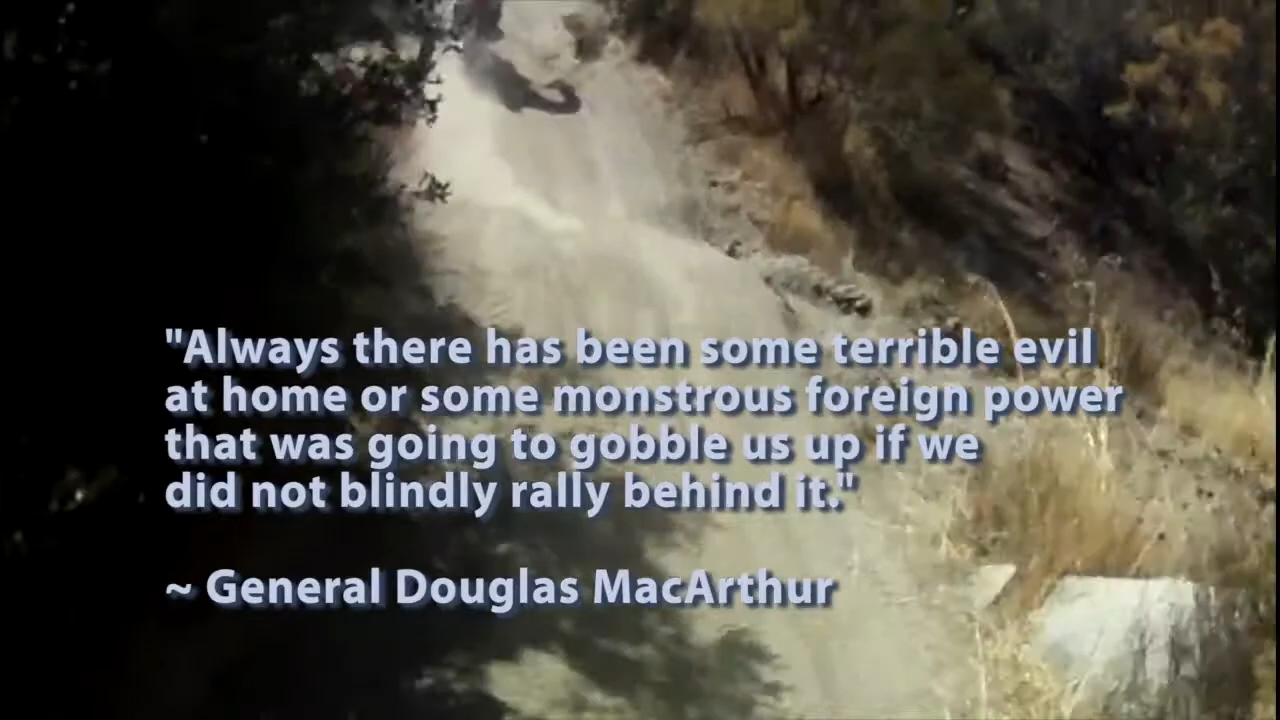 "Always there has been some terrible evil
at home or some monstrous foreign power
that was going to gobble us up if we
did not blindly rally behind it."
~ General Douglas MacArthur